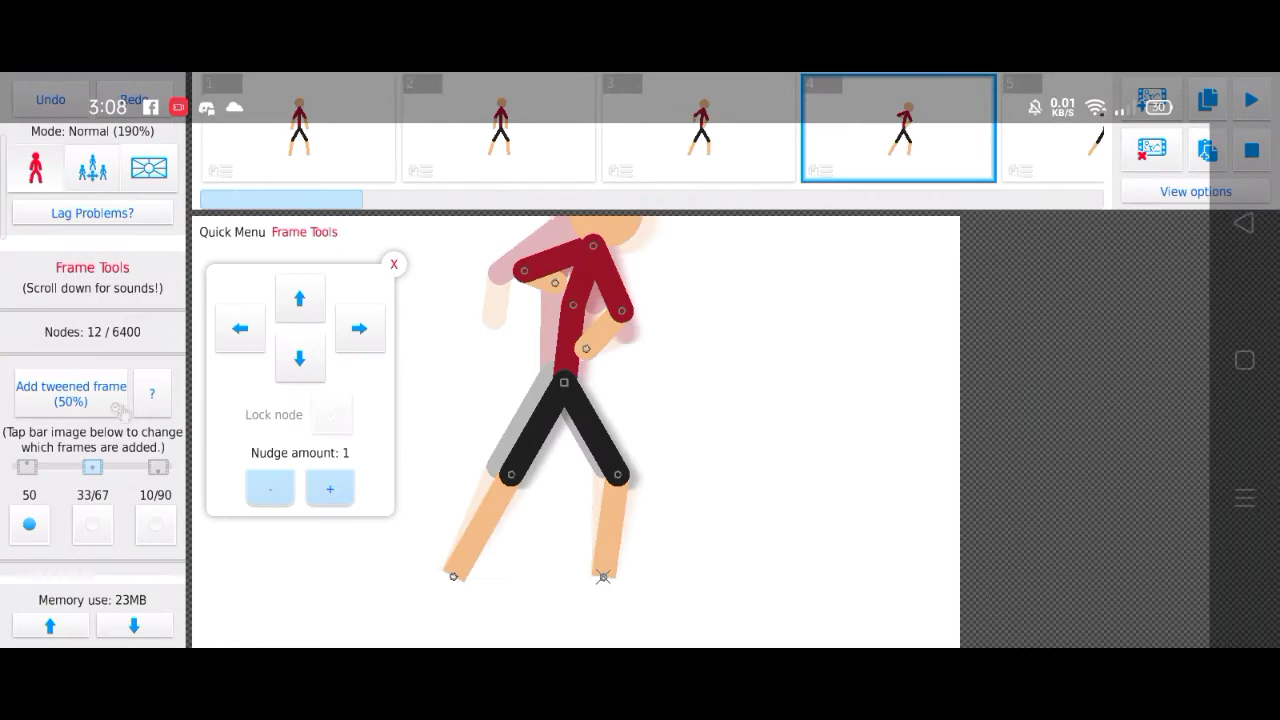 Undo
Redo
3:08
0.01
KB/S
30
1
2
3
4
5
Mode: Normal (190%)
Lag Problems?
View options
Quick Menu Frame Tools
X
Frame Tools
(Scroll down for sounds!)
Nodes: 12 / 6400
Add tweened frame
(50%)
?
(Tap bar image below to change
which frames are added.)
50
33/67
10/90
Lock node
Nudge amount: 1
-
+
Memory use: 23MB